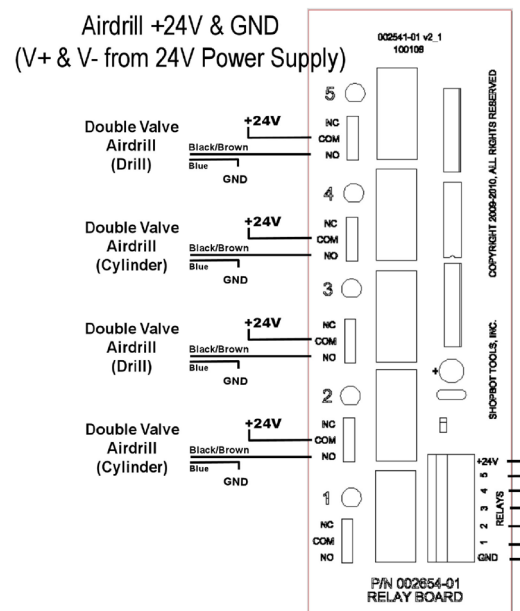 Airdrill +24V & GND
(V+ & V- from 24V Power Supply)
002541-01 v2_1
100108
5
NC
COM
NO
+24V
Double Valve
Airdrill
(Drill)
Black/Brown
Blue
GND
4
NC
COM
NO
+24V
Double Valve
Airdrill
(Cylinder)
Black/Brown
Blue
GND
3
NC
COM
NO
+24V
Double Valve
Airdrill
(Drill)
Black/Brown
Blue
GND
2
NC
COM
NO
+24V
Double Valve
Airdrill
(Cylinder)
Black/Brown
Blue
GND
1
NC
COM
NO
COPYRIGHT 2009-2010, ALL RIGHTS RESERVED
SHOPBOT TOOLS, INC.
+
+24V
5
4
3
2
1
GND
RELAYS
P/N 002654-01
RELAY BOARD